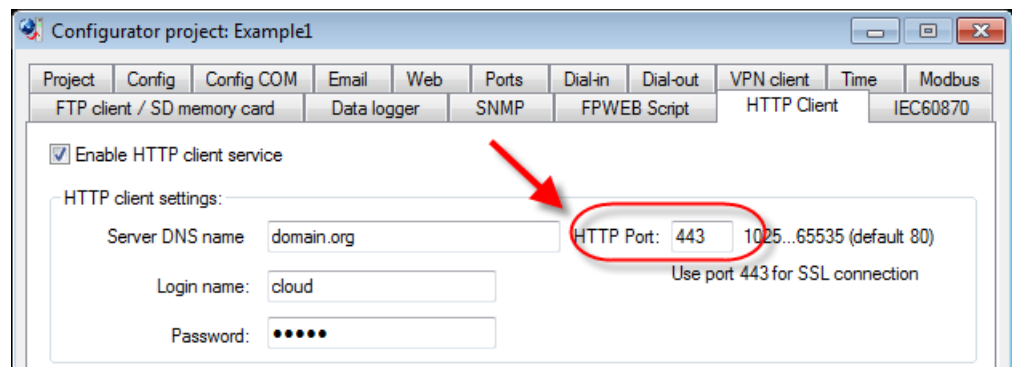 Configurator project: Example1
Project Config Config COM Email Web Ports Dial-in Dial-out VPN client Time Modbus
FTP client / SD memory card Data logger SNMP FPWEB Script HTTP Client IEC60870
Enable HTTP client service
HTTP client settings:
Server DNS name domain.org HTTP Port: 443 1025...65535 (default 80)
Use port 443 for SSL connection
Login name: cloud
Password: •••••